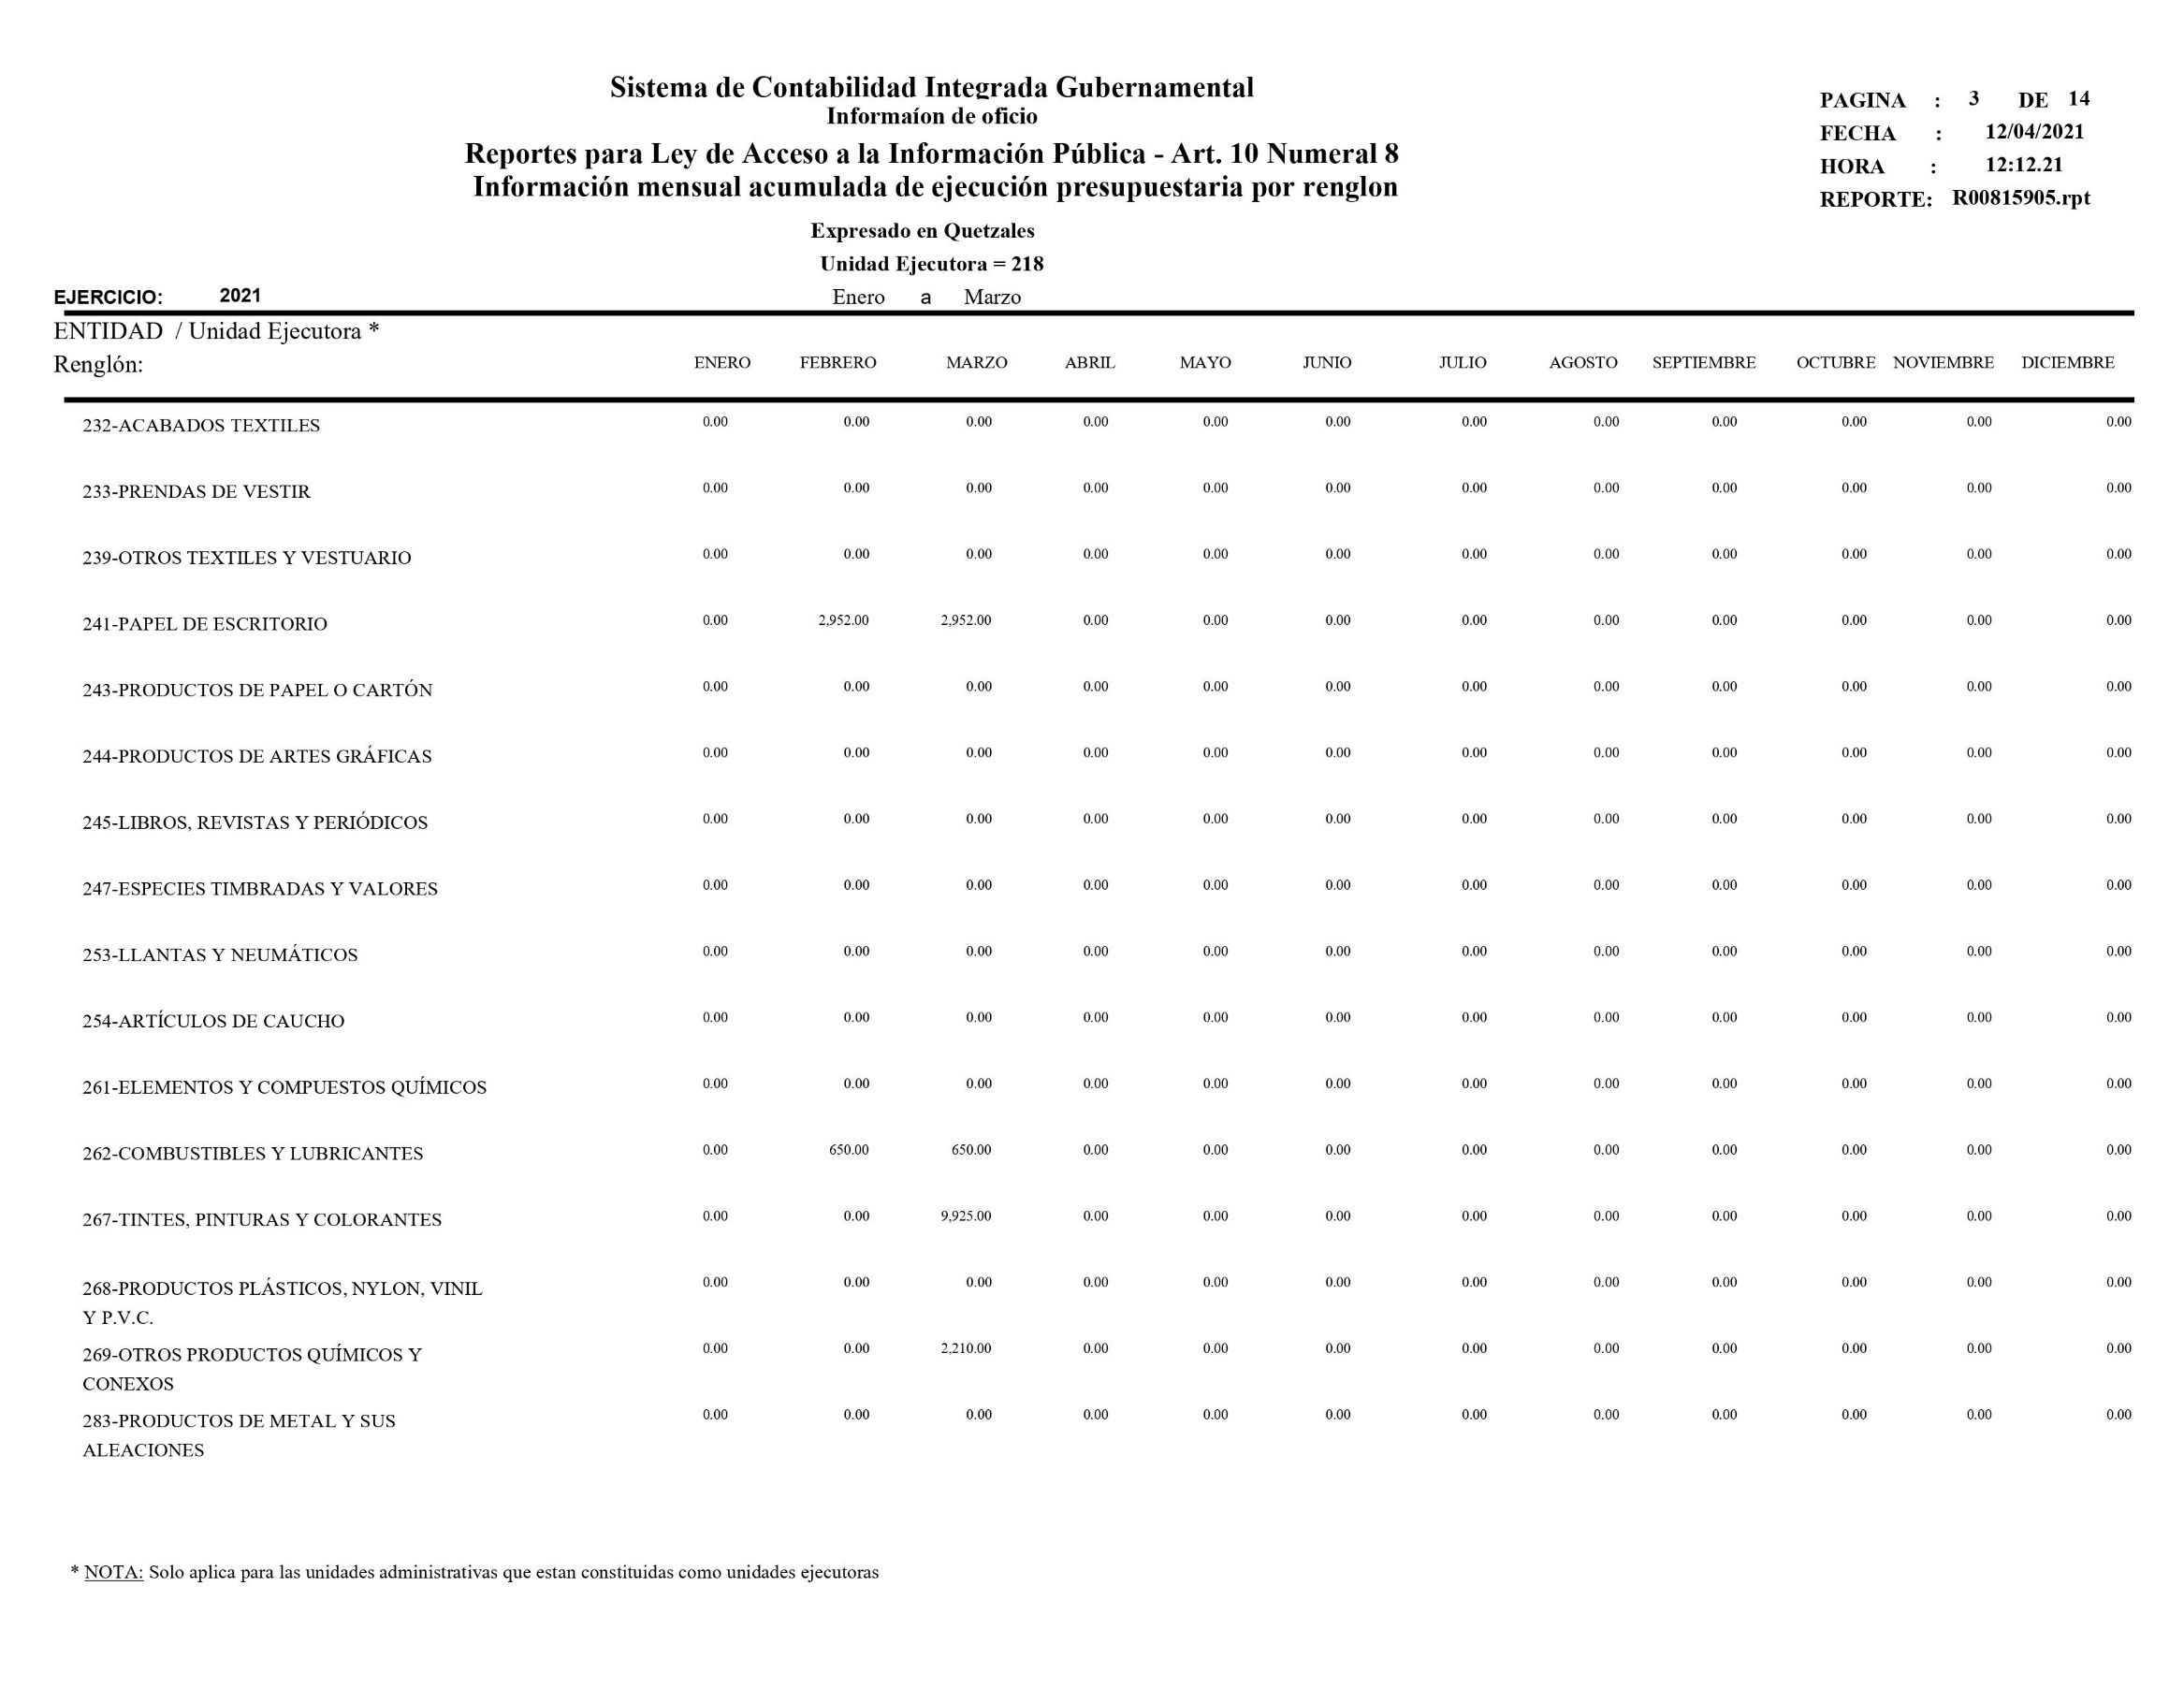 Sistema de Contabilidad Integrada Gubernamental
Informaíon de oficio
Reportes para Ley de Acceso a la Información Pública - Art. 10 Numeral 8
Información mensual acumulada de ejecución presupuestaria por renglon
Expresado en Quetzales
Unidad Ejecutora = 218
PAGINA : 3 DE 14
FECHA : 12/04/2021
HORA : 12:12.21
REPORTE: R00815905.rpt
EJERCICIO: 2021 Enero a Marzo
ENTIDAD / Unidad Ejecutora *
Renglón: ENERO FEBRERO MARZO ABRIL MAYO JUNIO JULIO AGOSTO SEPTIEMBRE OCTUBRE NOVIEMBRE DICIEMBRE
232-ACABADOS TEXTILES 0.00 0.00 0.00 0.00 0.00 0.00 0.00 0.00 0.00 0.00 0.00 0.00
233-PRENDAS DE VESTIR 0.00 0.00 0.00 0.00 0.00 0.00 0.00 0.00 0.00 0.00 0.00 0.00
239-OTROS TEXTILES Y VESTUARIO 0.00 0.00 0.00 0.00 0.00 0.00 0.00 0.00 0.00 0.00 0.00 0.00
241-PAPEL DE ESCRITORIO 0.00 2,952.00 2,952.00 0.00 0.00 0.00 0.00 0.00 0.00 0.00 0.00 0.00
243-PRODUCTOS DE PAPEL O CARTÓN 0.00 0.00 0.00 0.00 0.00 0.00 0.00 0.00 0.00 0.00 0.00 0.00
244-PRODUCTOS DE ARTES GRÁFICAS 0.00 0.00 0.00 0.00 0.00 0.00 0.00 0.00 0.00 0.00 0.00 0.00
245-LIBROS, REVISTAS Y PERIÓDICOS 0.00 0.00 0.00 0.00 0.00 0.00 0.00 0.00 0.00 0.00 0.00 0.00
247-ESPECIES TIMBRADAS Y VALORES 0.00 0.00 0.00 0.00 0.00 0.00 0.00 0.00 0.00 0.00 0.00 0.00
253-LLANTAS Y NEUMÁTICOS 0.00 0.00 0.00 0.00 0.00 0.00 0.00 0.00 0.00 0.00 0.00 0.00
254-ARTÍCULOS DE CAUCHO 0.00 0.00 0.00 0.00 0.00 0.00 0.00 0.00 0.00 0.00 0.00 0.00
261-ELEMENTOS Y COMPUESTOS QUÍMICOS 0.00 0.00 0.00 0.00 0.00 0.00 0.00 0.00 0.00 0.00 0.00 0.00
262-COMBUSTIBLES Y LUBRICANTES 0.00 650.00 650.00 0.00 0.00 0.00 0.00 0.00 0.00 0.00 0.00 0.00
267-TINTES, PINTURAS Y COLORANTES 0.00 0.00 9,925.00 0.00 0.00 0.00 0.00 0.00 0.00 0.00 0.00 0.00
268-PRODUCTOS PLÁSTICOS, NYLON, VINIL 0.00 0.00 0.00 0.00 0.00 0.00 0.00 0.00 0.00 0.00 0.00 0.00
Y P.V.C.
269-OTROS PRODUCTOS QUÍMICOS Y 0.00 0.00 2,210.00 0.00 0.00 0.00 0.00 0.00 0.00 0.00 0.00 0.00
CONEXOS
283-PRODUCTOS DE METAL Y SUS 0.00 0.00 0.00 0.00 0.00 0.00 0.00 0.00 0.00 0.00 0.00 0.00
ALEACIONES
* NOTA: Solo aplica para las unidades administrativas que estan constituidas como unidades ejecutoras